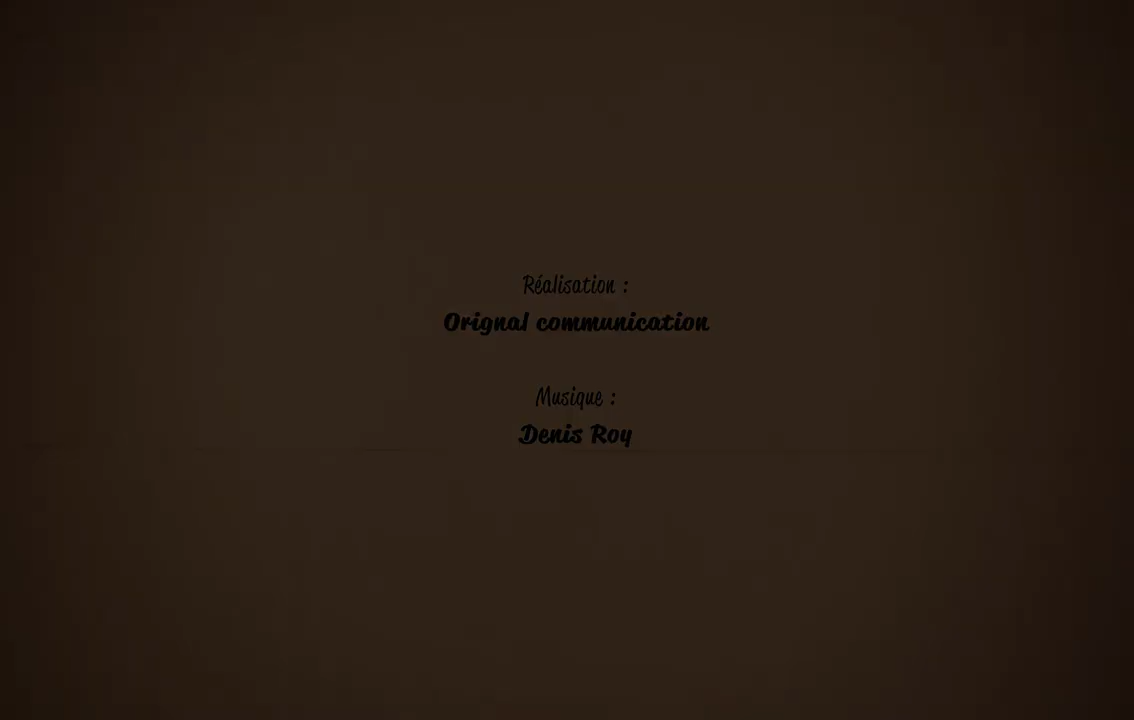 Réalisation :
Orignal communication
Musique :
Denis Roy